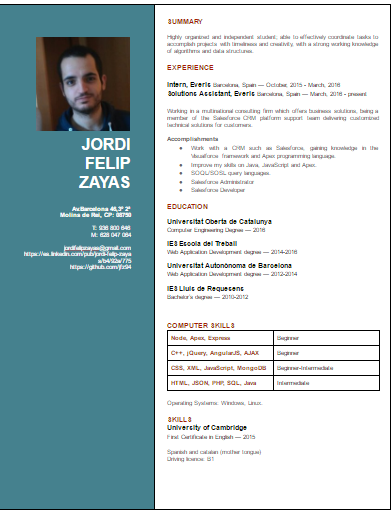 JORDI
FELIP
ZAYAS
Av.Barcelona 46,3º 2ª
Molins de Rei, CP: 08750
T: 936 800 646
M: 628 047 084
jordifelipzayas@gmail.com
https://es.linkedin.com/pub/jordi-felip-zaya
s/b4/92a/775
https://github.com/jfz94
SUMMARY
Highly organized and independent student, able to effectively coordinate tasks to
accomplish projects with timeliness and creativity, with a strong working knowledge
of algorithms and data structures
EXPERIENCE
Intern, Everis Barcelona, Spain — October, 2015 - March, 2016
Solutions Assistant, Everis Barcelona, Spain — March, 2016 - present
Working in a multinational consulting firm which offers business solutions, being a
member of the Salesforce CRM platform support team delivering customized
technical solutions for customers.
Accomplishments
● Work with a CRM such as Salesforce, gaining knowledge in the
Visualforce framework and Apex programming language.
● Improve my skills on Java, JavaScript and Apex.
● SOQL/SOSL query languages.
● Salesforce Administrator
● Salesforce Developer
EDUCATION
Universitat Oberta de Catalunya
Computer Engineering Degree — 2016
IES Escola del Treball
Web Application Development degree — 2014-2016
Universitat Autonònoma de Barcelona
Web Application Development degree — 2012-2014
IES Lluís de Requesens
Bachelor's degree — 2010-2012
COMPUTER SKILLS
Node, Apex, Express Beginner
C++, jQuery, AngularJS, AJAX Beginner
CSS, XML, JavaScript, MongoDB Beginner-Intermediate
HTML, JSON, PHP, SQL, Java Intermediate
Operating Systems: Windows, Linux.
SKILLS
University of Cambridge
First Certificate in English — 2015
Spanish and catalan (mother tongue)
Driving licence: B1